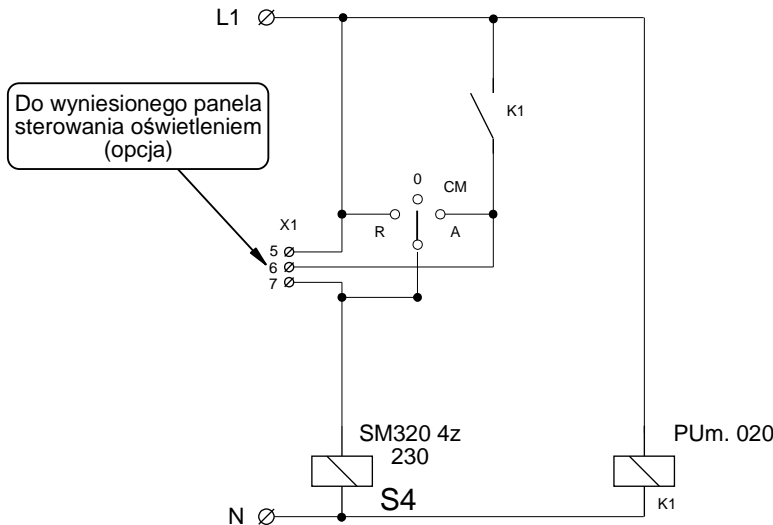 L1
Do wyniesionego panela
sterowania oświetleniem
(opcja)
K1
0
CM
X1
R
A
5
6
7
SM320 4z
230
PUm. 020
S4
K1
N